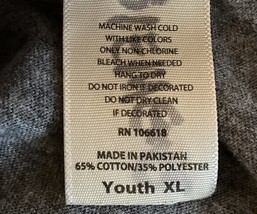 MACHINE WASH COLD
WITH LIKE COLORS
ONLY NON-CHLORINE
BLEACH WHEN NEEDED
HANG TO DRY
DO NOT IRON IF DECORATED
DO NOT DRY CLEAN
IF DECORATED
RN 106618
MADE IN PAKISTAN
65% COTTON/35% POLYESTER
Youth XL